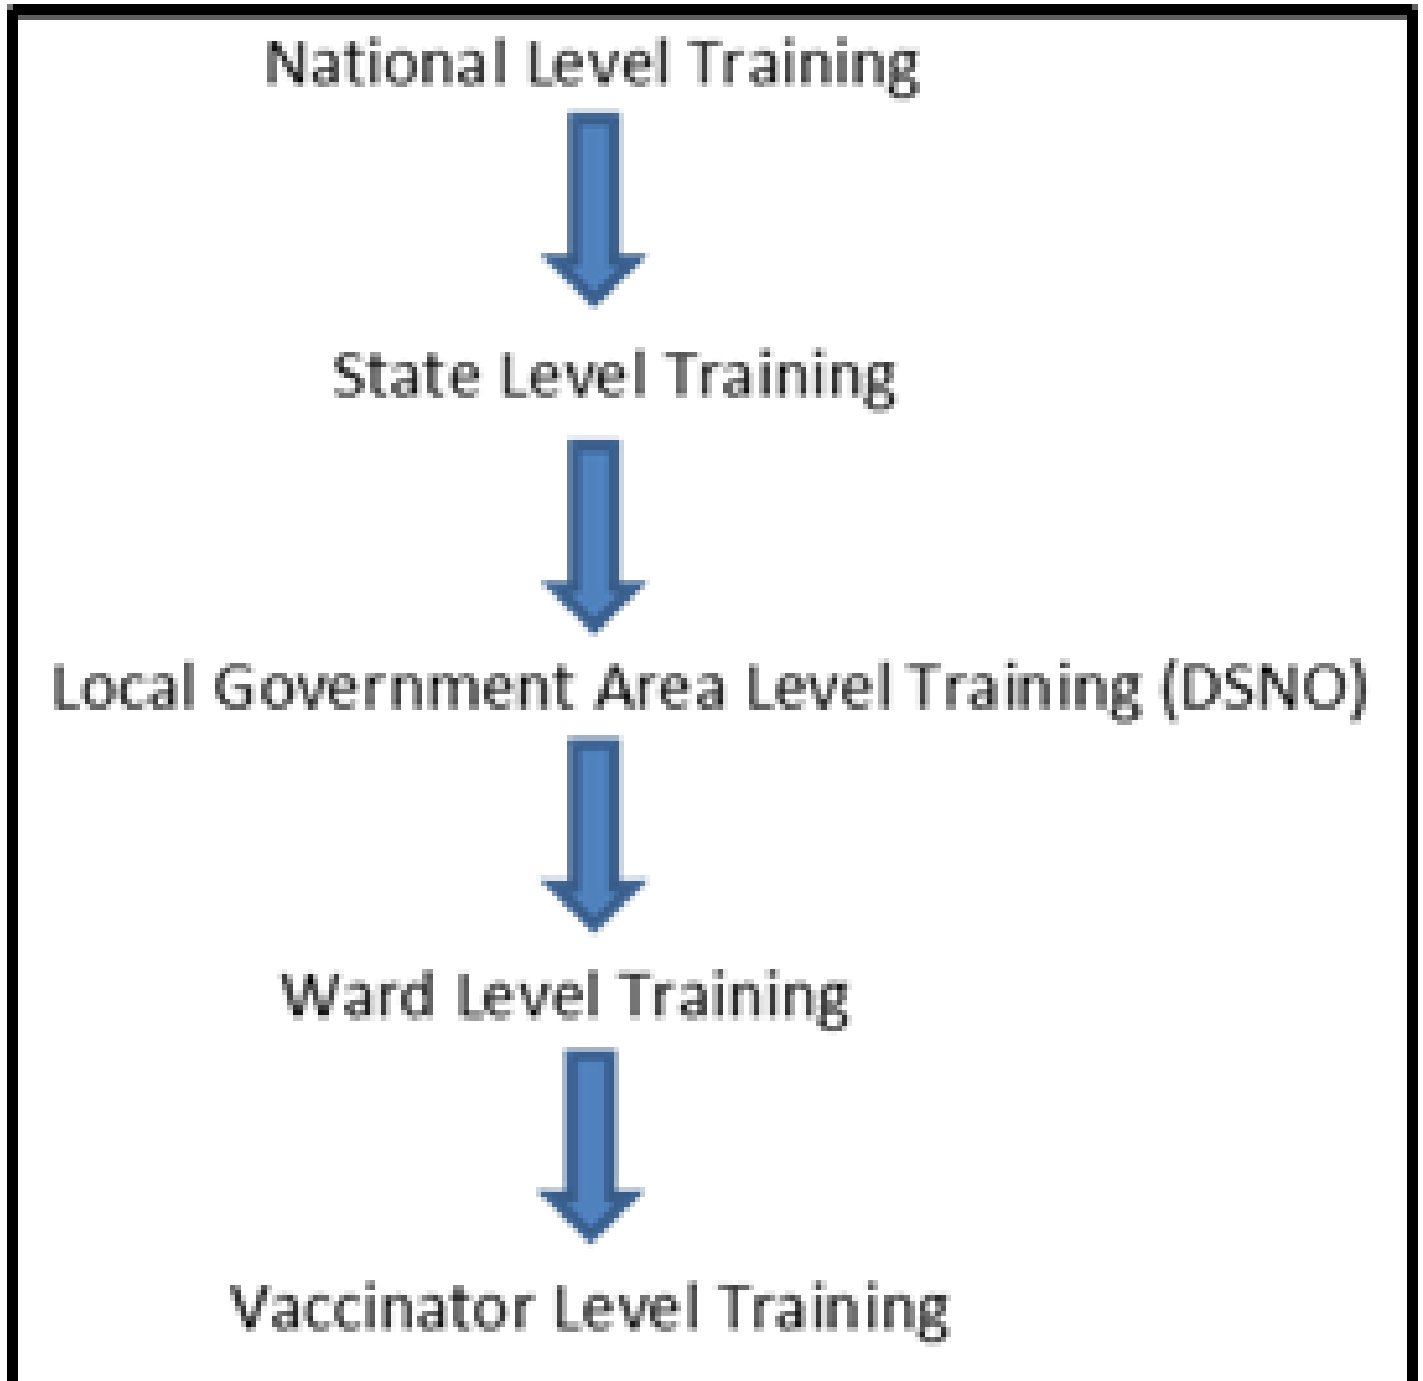 National Level Training
State Level Training
Local Government Area Level Training (DSNO)
Ward Level Training
Vaccinator Level Training